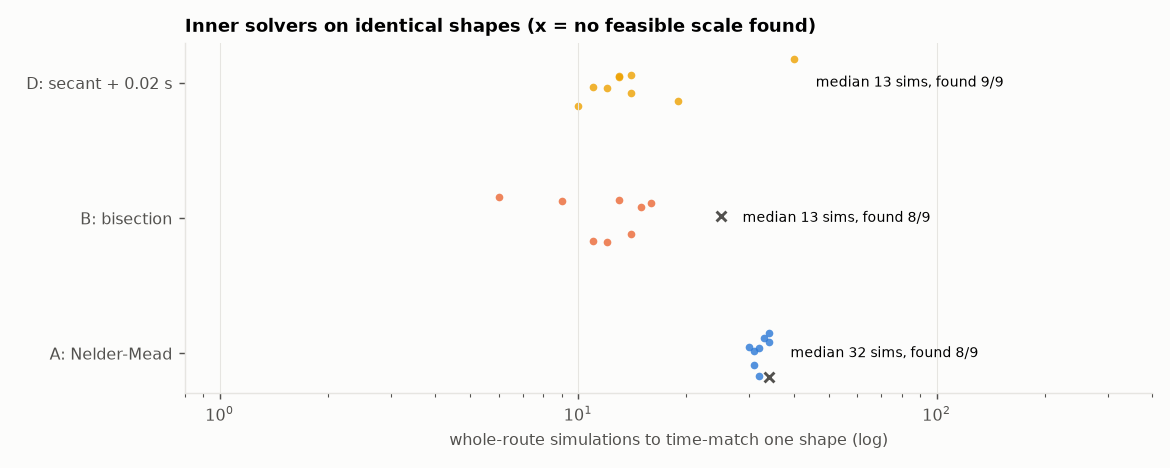 Inner solvers on identical shapes (x = no feasible scale found)
D: secant + 0.02 s
median 13 sims, found 9/9
B: bisection
median 13 sims, found 8/9
A: Nelder-Mead
median 32 sims, found 8/9
10⁰ 10¹ 10²
whole-route simulations to time-match one shape (log)